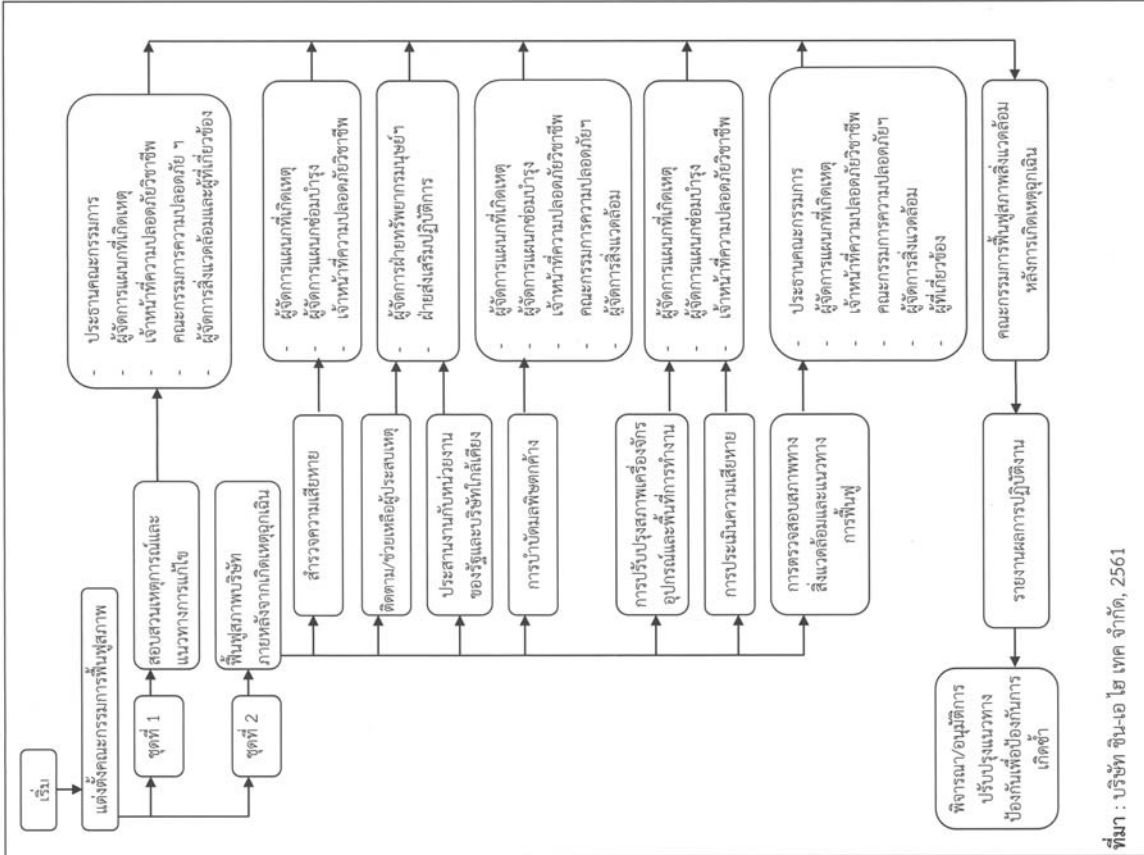 เริ่ม
แต่งตั้งคณะกรรมการฟื้นฟูสภาพ
ชุดที่ 1
สอบสวนเหตุการณ์และ
แนวทางการแก้ไข
- ประธานคณะกรรมการ
- ผู้จัดการแผนกที่เกิดเหตุ
- เจ้าหน้าที่ความปลอดภัยวิชาชีพ
- คณะกรรมการความปลอดภัย ฯ
- ผู้จัดการสิ่งแวดล้อมและผู้ที่เกี่ยวข้อง
ชุดที่ 2
ฟื้นฟูสภาพบริษัท
ภายหลังจากเกิดเหตุฉุกเฉิน
สำรวจความเสียหาย
- ผู้จัดการแผนกที่เกิดเหตุ
- ผู้จัดการแผนกซ่อมบำรุง
- เจ้าหน้าที่ความปลอดภัยวิชาชีพ
ติดตาม/ช่วยเหลือผู้ประสบเหตุ
ประสานงานกับหน่วยงาน
ของรัฐและบริษัทใกล้เคียง
- ผู้จัดการฝ่ายทรัพยากรมนุษย์ฯ
- ฝ่ายส่งเสริมปฏิบัติการ
การบำบัดมลพิษตกค้าง
- ผู้จัดการแผนกที่เกิดเหตุ
- ผู้จัดการแผนกซ่อมบำรุง
- เจ้าหน้าที่ความปลอดภัยวิชาชีพ
- คณะกรรมการความปลอดภัยฯ
- ผู้จัดการสิ่งแวดล้อม
การปรับปรุงสภาพเครื่องจักร
อุปกรณ์และพื้นที่การทำงาน
การประเมินความเสียหาย
- ผู้จัดการแผนกที่เกิดเหตุ
- ผู้จัดการแผนกซ่อมบำรุง
- เจ้าหน้าที่ความปลอดภัยวิชาชีพ
การตรวจสอบสภาพทาง
สิ่งแวดล้อมและแนวทาง
การฟื้นฟู
- ประธานคณะกรรมการ
- ผู้จัดการแผนกที่เกิดเหตุ
- เจ้าหน้าที่ความปลอดภัยวิชาชีพ
- คณะกรรมการความปลอดภัยฯ
- ผู้จัดการสิ่งแวดล้อม
- ผู้ที่เกี่ยวข้อง
คณะกรรมการฟื้นฟูสภาพสิ่งแวดล้อม
หลังการเกิดเหตุฉุกเฉิน
รายงานผลการปฏิบัติงาน
พิจารณา/อนุมัติการ
ปรับปรุงแนวทาง
ป้องกันเพื่อป้องกันการ
เกิดซ้ำ
ที่มา : บริษัท ชิน-เอ ไฮ เทค จำกัด, 2561